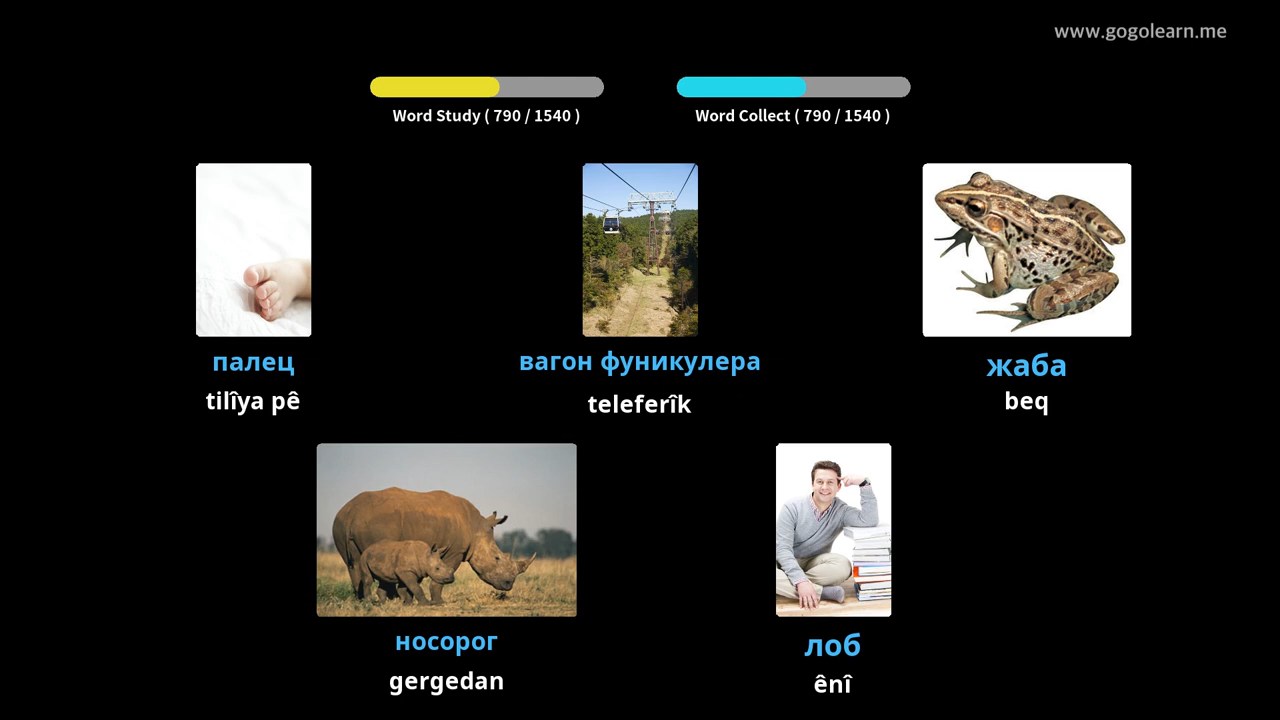 www.gogolearn.me
Word Study ( 790 / 1540 )
Word Collect ( 790 / 1540 )
палец
tilîya pê
вагон фуникулера
teleferîk
жаба
beq
носорог
gergedan
лоб
ênî